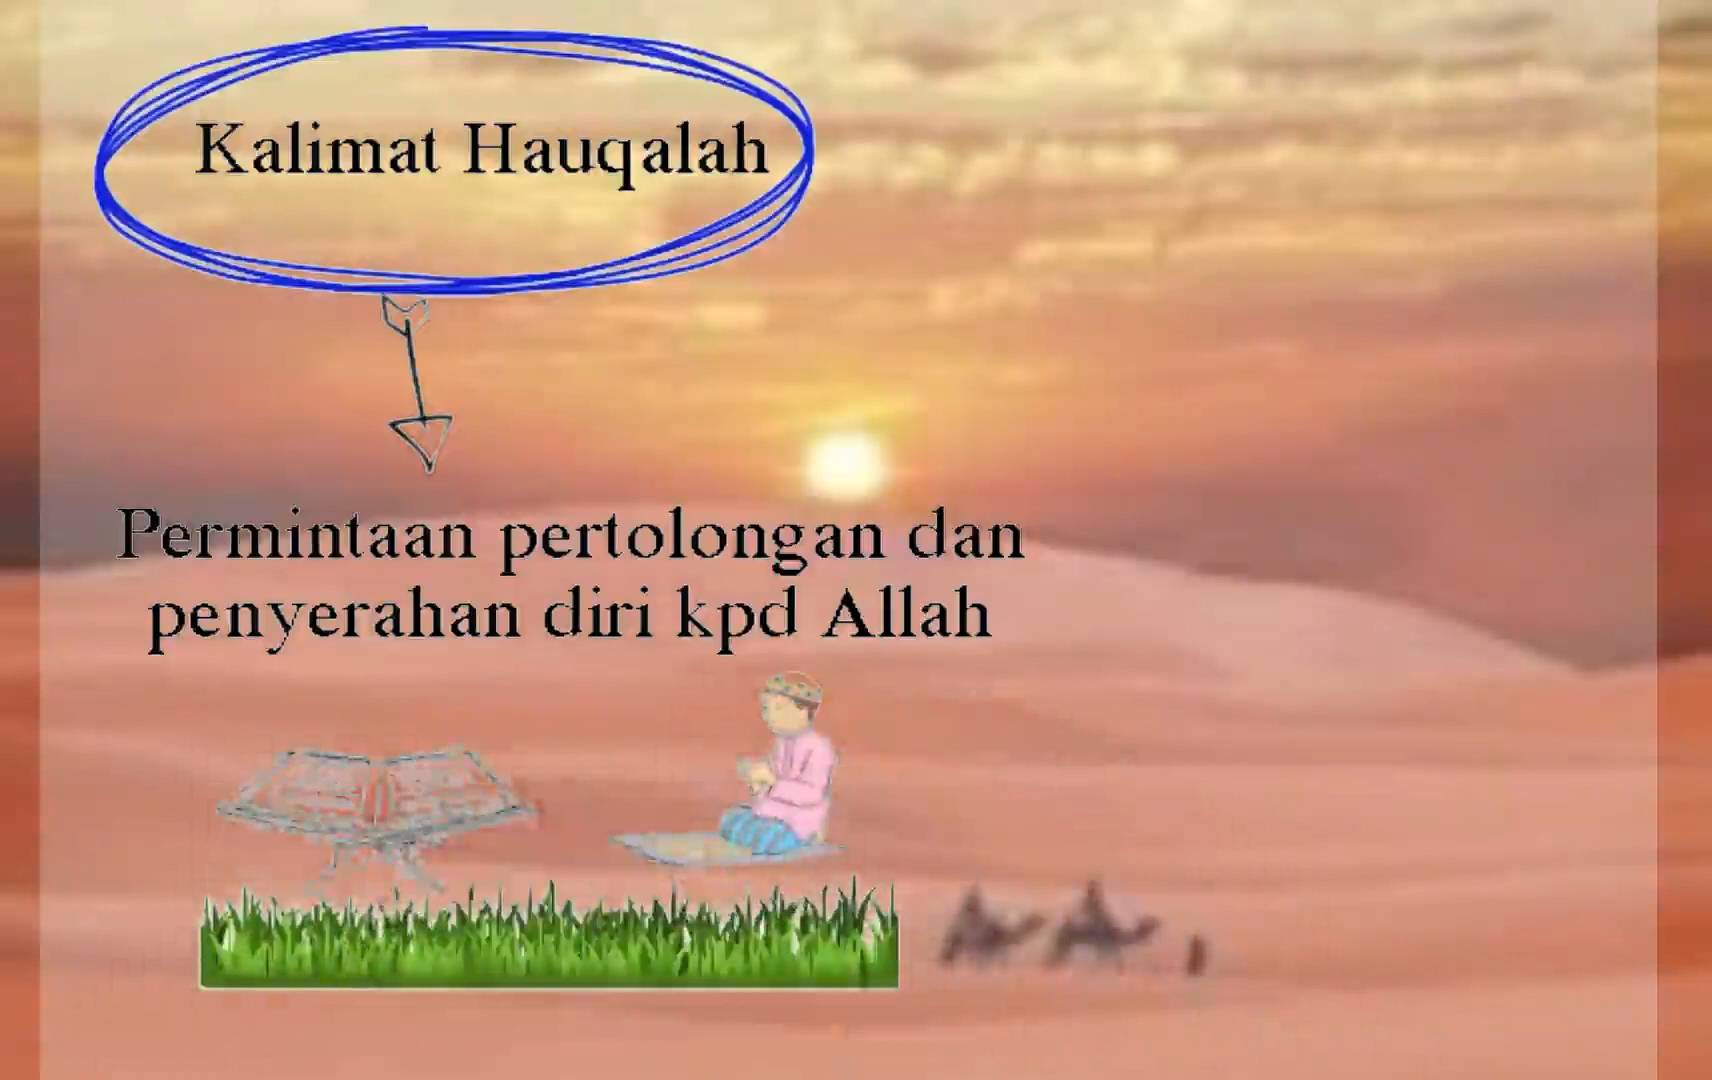 Kalimat Hauqalah
Permintaan pertolongan dan
penyerahan diri kpd Allah